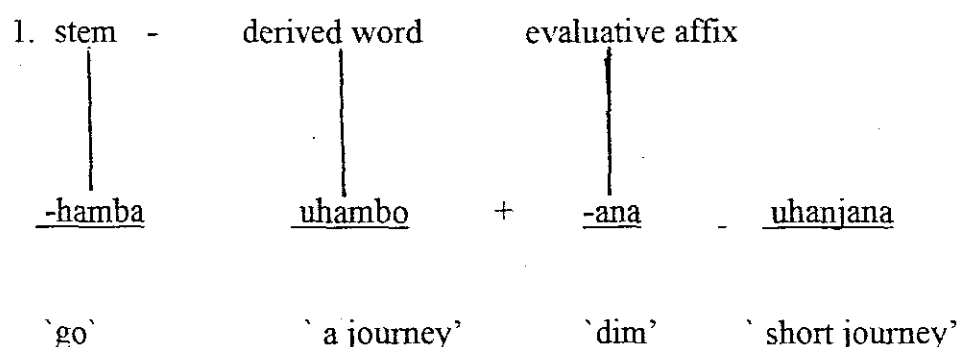 1. stem - derived word evaluative affix
-hamba uhambo + -ana - uhanjana
`go` ` a journey' `dim' ` short journey'